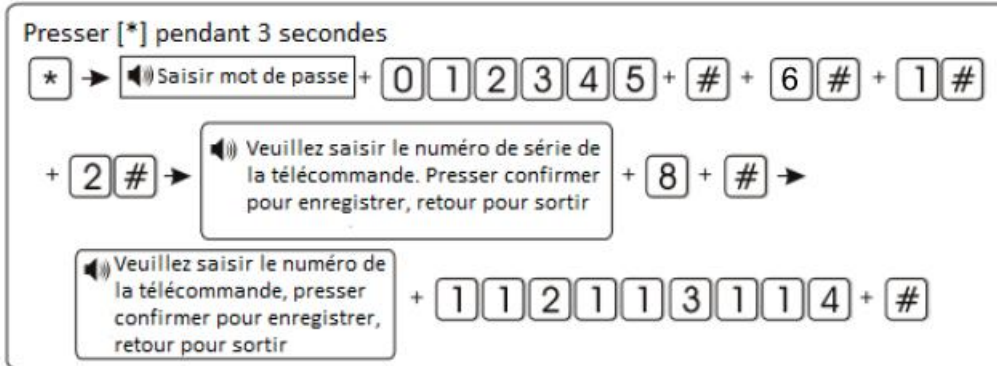 Presser [*] pendant 3 secondes
* → Saisir mot de passe + 0 1 2 3 4 5 + # + 6 # + 1 #
+ 2 # → Veuillez saisir le numéro de série de
la télécommande. Presser confirmer + 8 + # →
pour enregistrer, retour pour sortir
Veuillez saisir le numéro de
la télécommande, presser + 1 1 2 1 1 3 1 1 4 + #
confirmer pour enregistrer,
retour pour sortir